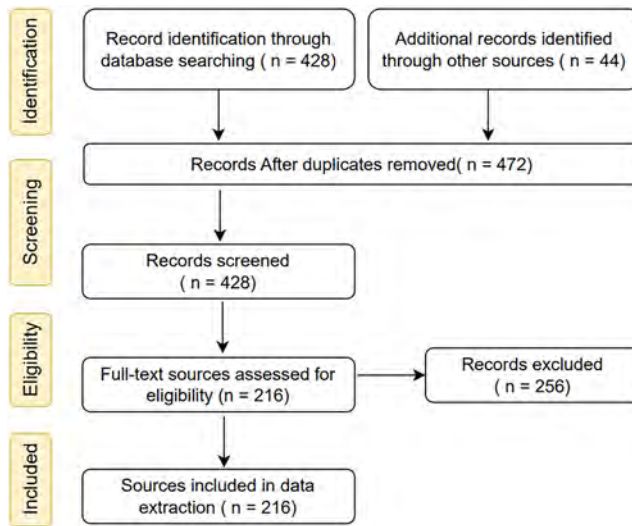 Identification
Record identification through
database searching ( n = 428)
Additional records identified
through other sources ( n = 44)
Screening
Records After duplicates removed( n = 472)
Records screened
( n = 428)
Eligibility
Full-text sources assessed for
eligibility (n = 216)
Records excluded
( n = 256)
Included
Sources included in data
extraction ( n = 216)